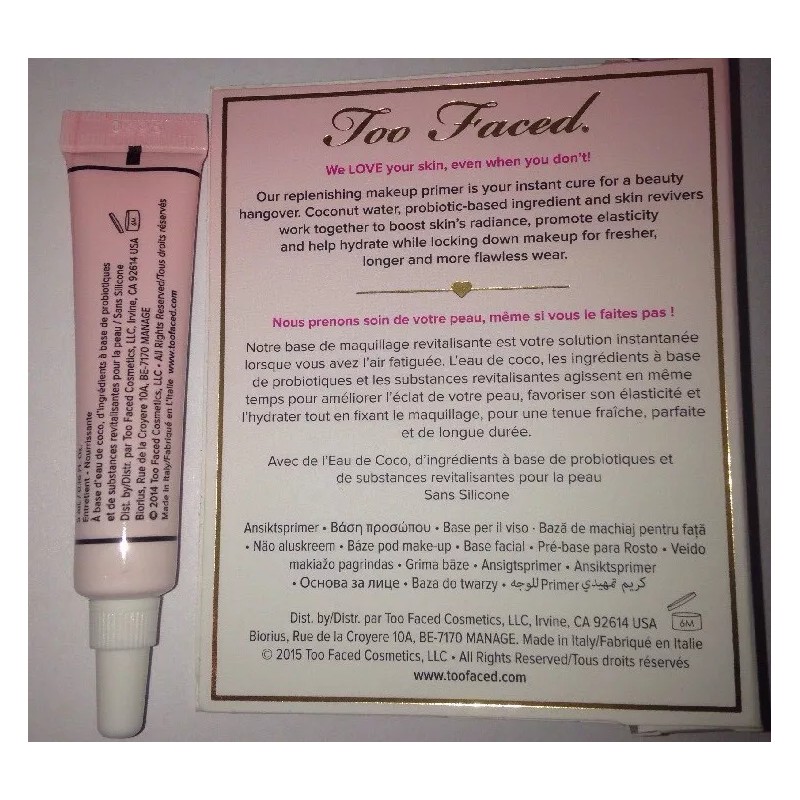 Too Faced.
We LOVE your skin, even when you don't!
Our replenishing makeup primer is your instant cure for a beauty
hangover. Coconut water, probiotic-based ingredient and skin revivers
work together to boost skin's radiance, promote elasticity
and help hydrate while locking down makeup for fresher,
longer and more flawless wear.
Nous prenons soin de votre peau, même si vous le faites pas !
Notre base de maquillage revitalisante est votre solution instantanée
lorsque vous avez l'air fatiguée. L'eau de coco, les ingrédients à base
de probiotiques et les substances revitalisantes agissent en même
temps pour améliorer l'éclat de votre peau, favoriser son élasticité et
l'hydrater tout en fixant le maquillage, pour une tenue fraîche, parfaite
et de longue durée.
Avec de l'Eau de Coco, d'ingrédients à base de probiotiques et
de substances revitalisantes pour la peau
Sans Silicone
Ansiktsprimer • Βάση προσώπου • Base per il viso • Bază de machiaj pentru față
• Não aluskreem • Báze pod make-up • Base facial • Pré-base para Rosto • Veido
makiažo pagrindas • Grima bāze • Ansigtsprimer • Ansiktsprimer
• Основа за лице • Baza do twarzy • كريم تمهيدي Primer للوجه
Dist. by/Distr. par Too Faced Cosmetics, LLC, Irvine, CA 92614 USA
6M
Biorius, Rue de la Croyere 10A, BE-7170 MANAGE. Made in Italy/Fabriqué en Italie
© 2015 Too Faced Cosmetics, LLC • All Rights Reserved/Tous droits réservés
www.toofaced.com
Entretient - Nourrissante
À base d'eau de coco, d'ingrédients à base de probiotiques
et de substances revitalisantes pour la peau / Sans Silicone
Dist. by/Distr. par Too Faced Cosmetics, LLC, Irvine, CA 92614 USA
6M
Biorius, Rue de la Croyere 10A, BE-7170 MANAGE
© 2014 Too Faced Cosmetics, LLC • All Rights Reserved/Tous droits réservés
Made in Italy/Fabriqué en L'Italie www.toofaced.com